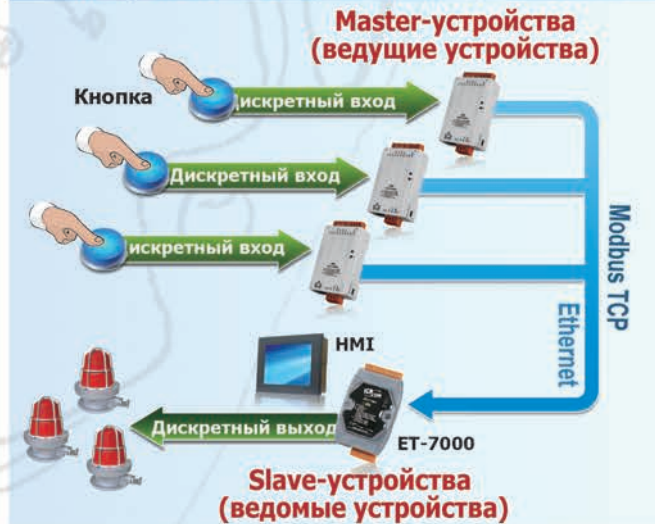 Master-устройства
(ведущие устройства)
Кнопка
Дискретный вход
Дискретный вход
искретный вход
Modbus TCP
Ethernet
HMI
Дискретный выход
ET-7000
Slave-устройства
(ведомые устройства)